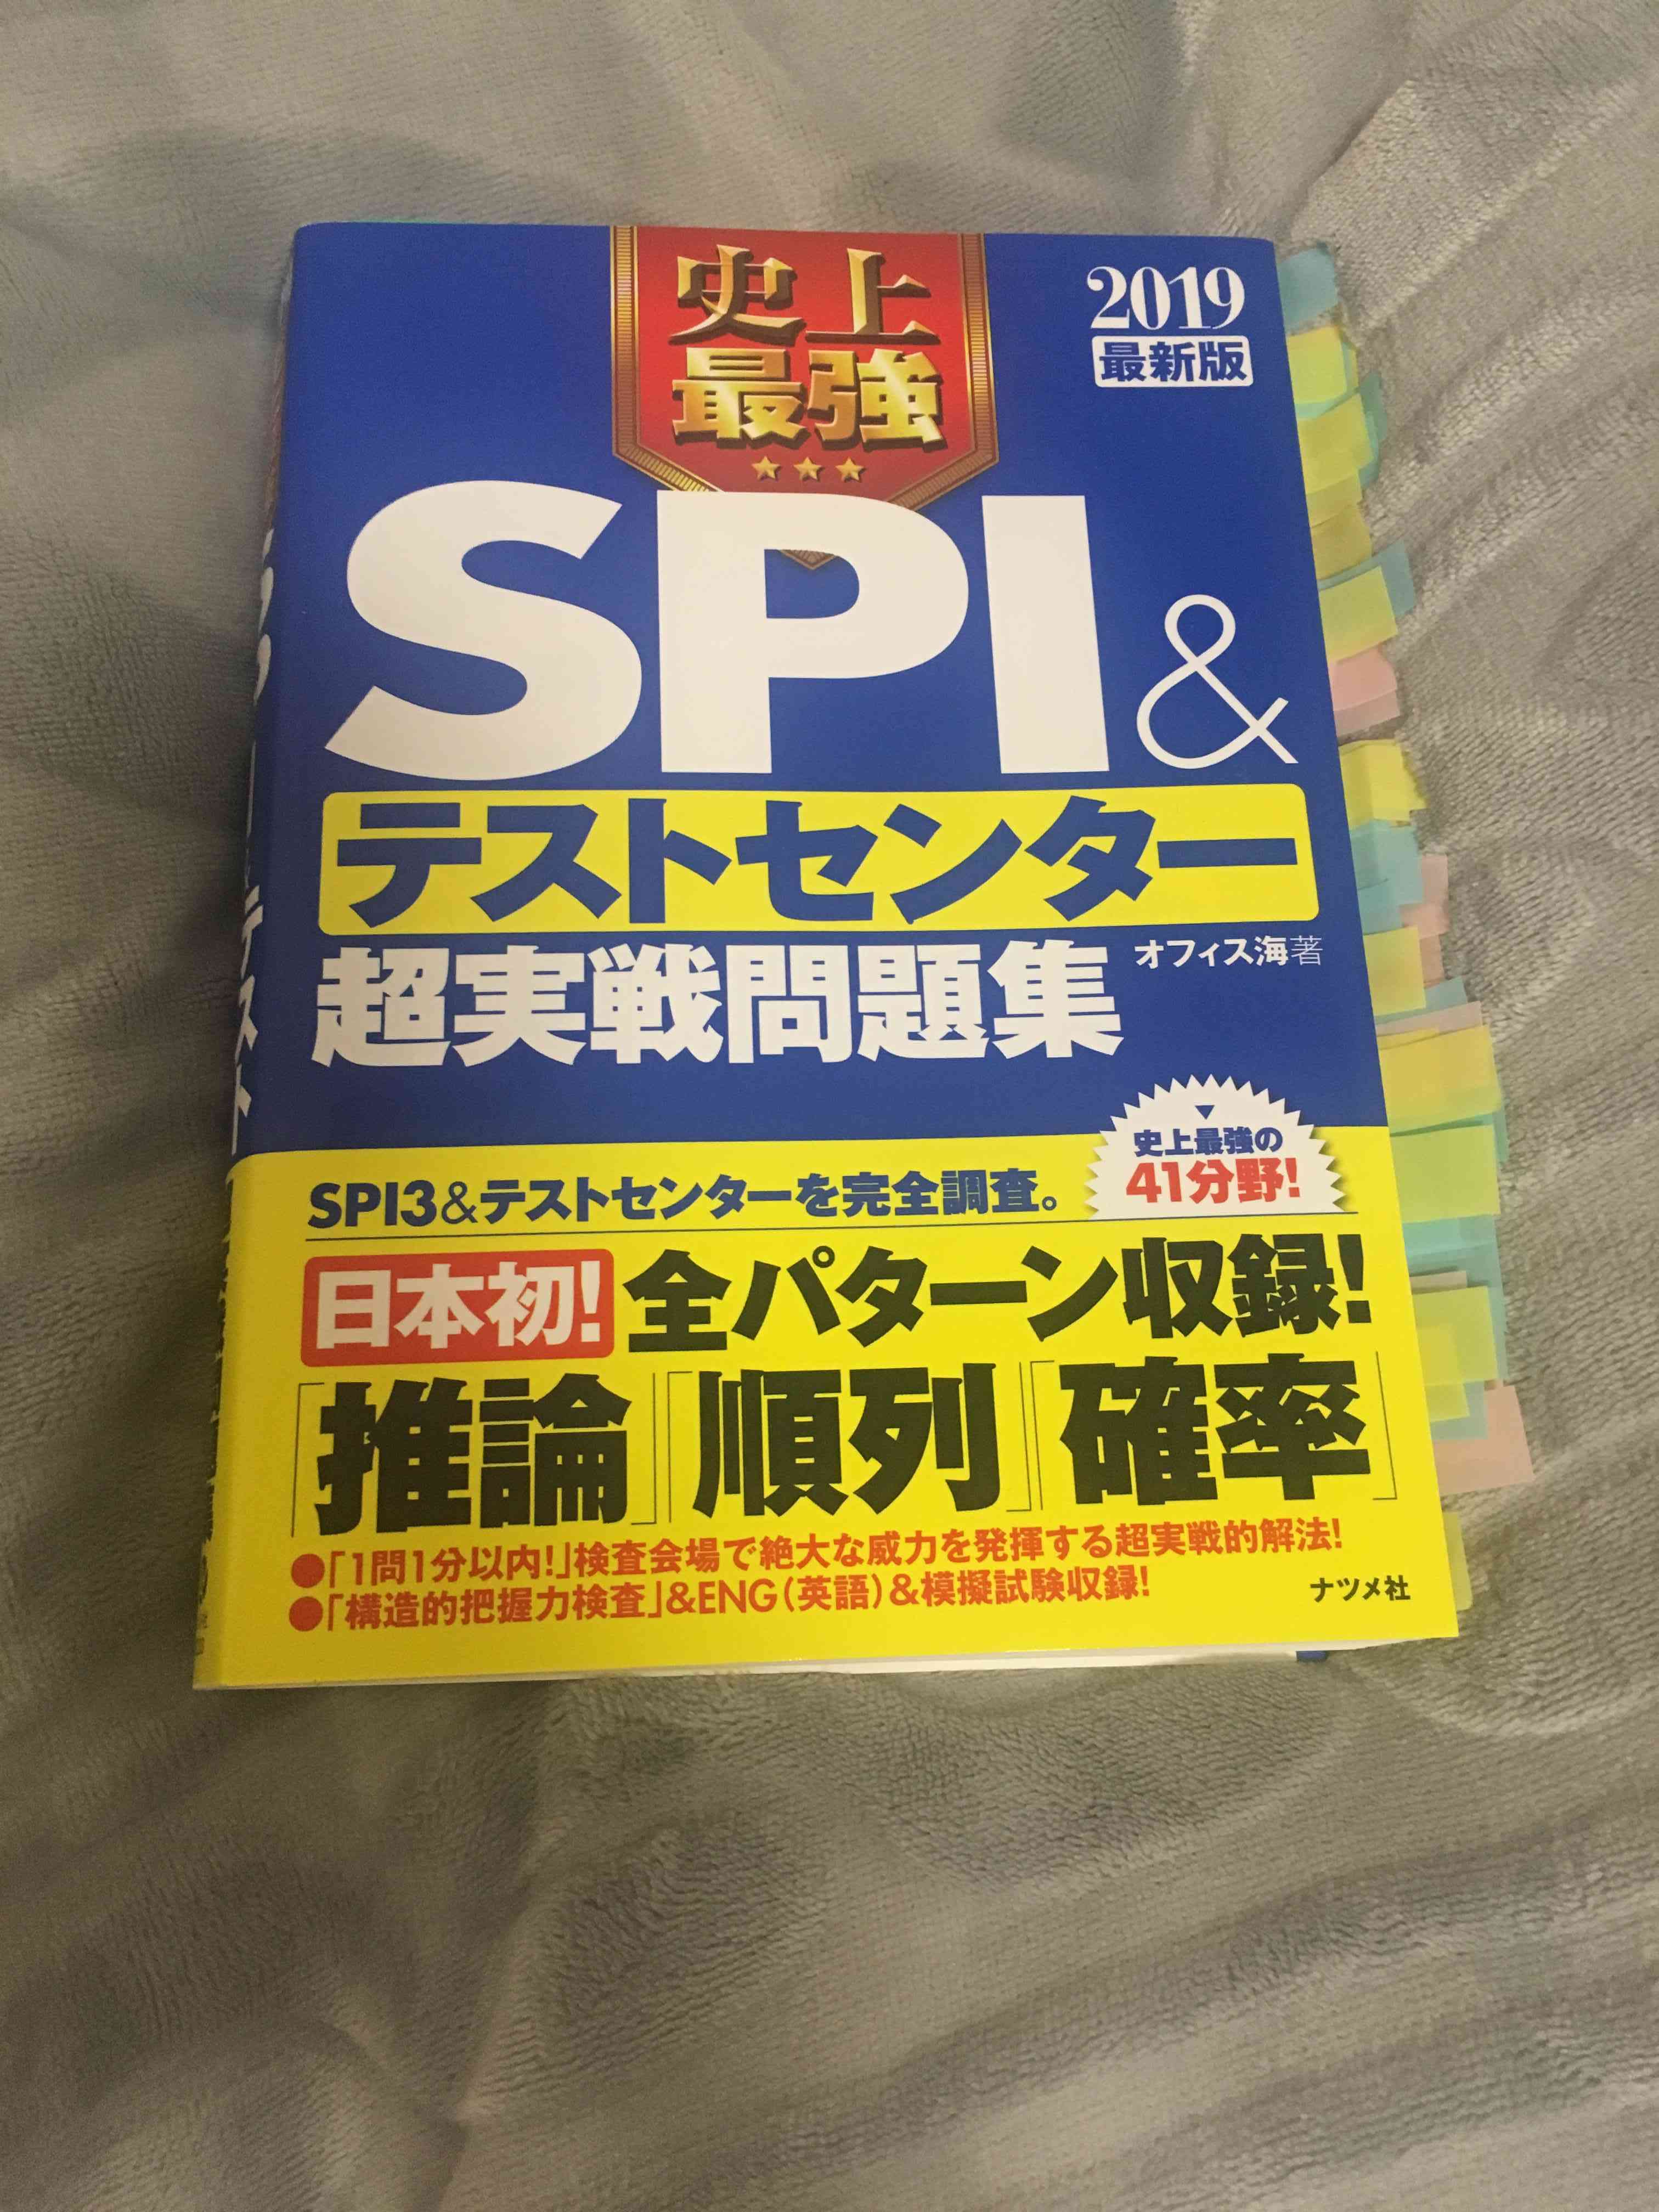 史上
最強
2019
最新版
SPI&
テストセンター
超実戦問題集
オフィス海著
史上最強の
41分野!
SPI3&テストセンターを完全調査。
日本初!全パターン収録!
「推論」「順列」「確率」
●「1問1分以内!」検査会場で絶大な威力を発揮する超実戦的解法!
●「構造的把握力検査」&ENG(英語)&模擬試験収録!
ナツメ社